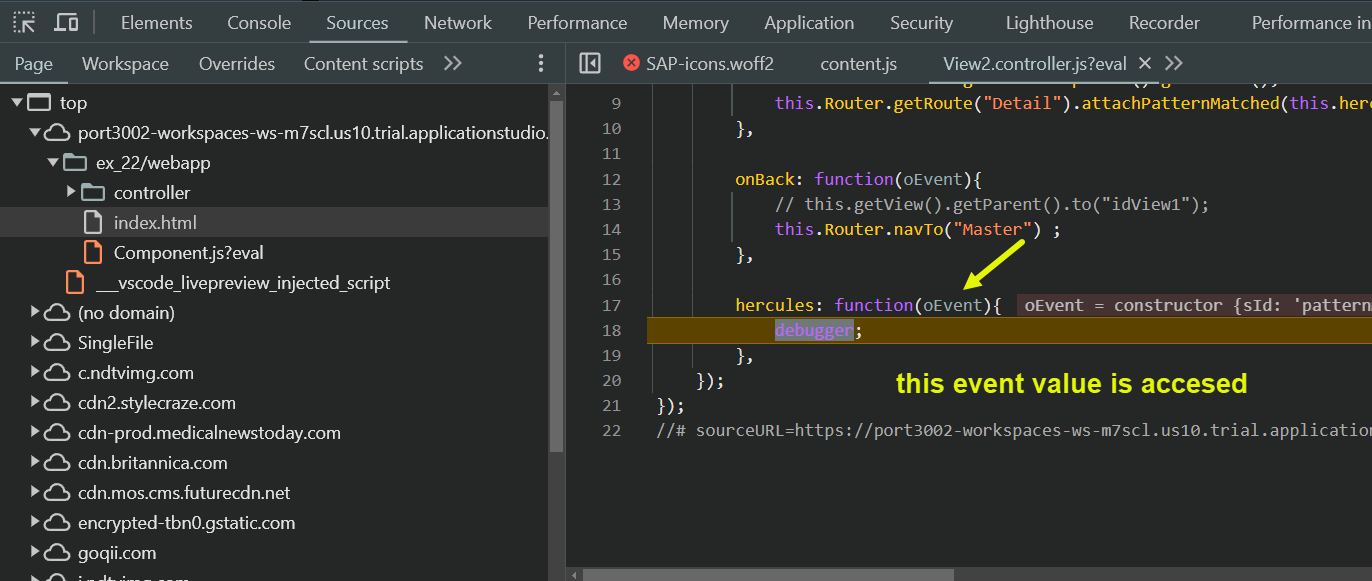 Elements Console Sources Network Performance Memory Application Security Lighthouse Recorder Performance in
Page Workspace Overrides Content scripts
SAP-icons.woff2 content.js View2.controller.js?eval
top
port3002-workspaces-ws-m7scl.us10.trial.applicationstudio.
ex_22/webapp
controller
index.html
Component.js?eval
__vscode_livepreview_injected_script
(no domain)
SingleFile
c.ndtvimg.com
cdn2.stylecraze.com
cdn-prod.medicalnewstoday.com
cdn.britannica.com
cdn.mos.cms.futurecdn.net
encrypted-tbn0.gstatic.com
goqii.com
i.ndtvimg.com
9 this.Router.getRoute("Detail").attachPatternMatched(this.herc
10 },
11
12 onBack: function(oEvent){
13 // this.getView().getParent().to("idView1");
14 this.Router.navTo("Master") ;
15 },
16
17 hercules: function(oEvent){ oEvent = constructor {sId: 'pattern
18 debugger;
19 },
20 });
21 });
22 //# sourceURL=https://port3002-workspaces-ws-m7scl.us10.trial.application
this event value is accesed